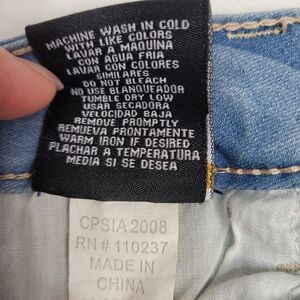 MACHINE WASH IN COLD
WITH LIKE COLORS
LAVAR A MAQUINA
CON AGUA FRIA
LAVAR CON COLORES
SIMILARES
DO NOT BLEACH
NO USE BLANQUEADOR
TUMBLE DRY LOW
USAR SECADORA
VELOCIDAD BAJA
REMOVE PROMPTLY
REMUEVA PRONTAMENTE
WARM IRON IF DESIRED
PLACHAR A TEMPERATURA
MEDIA SI SE DESEA
CPSIA 2008
RN# 110237
MADE IN
CHINA